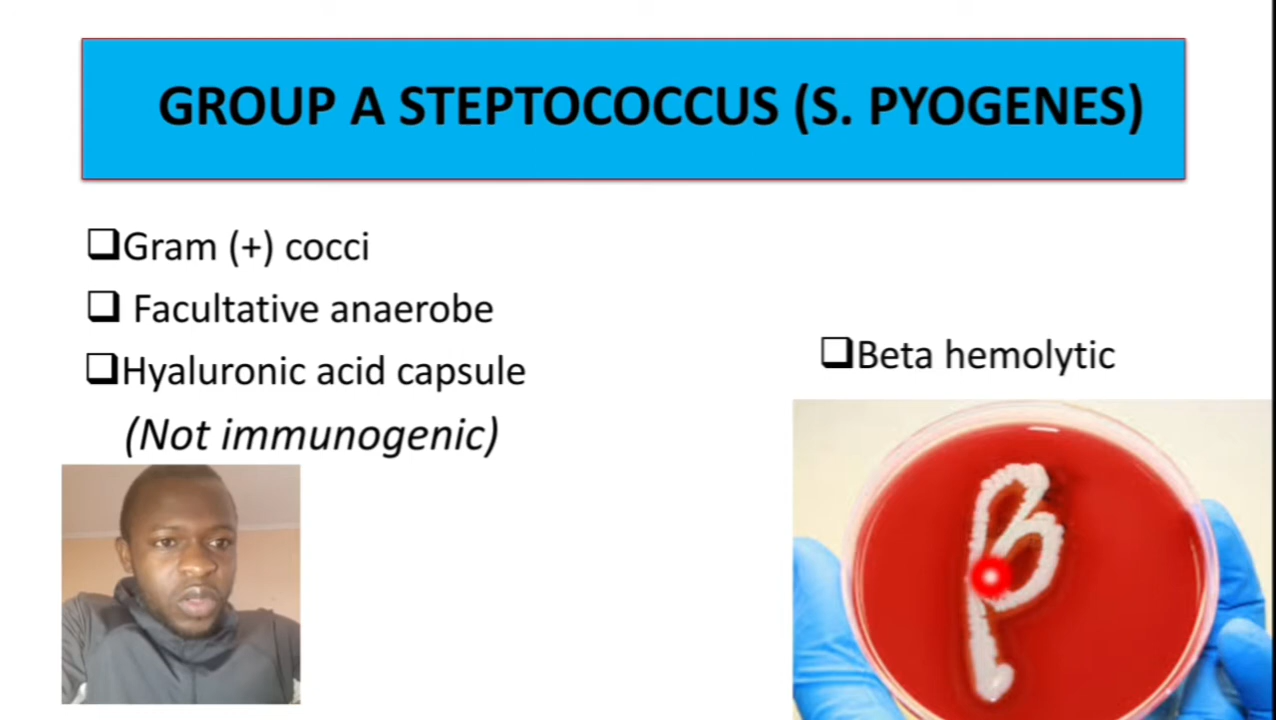 GROUP A STEPTOCOCCUS (S. PYOGENES)
Gram (+) cocci
Facultative anaerobe
Hyaluronic acid capsule
(Not immunogenic)
Beta hemolytic
β